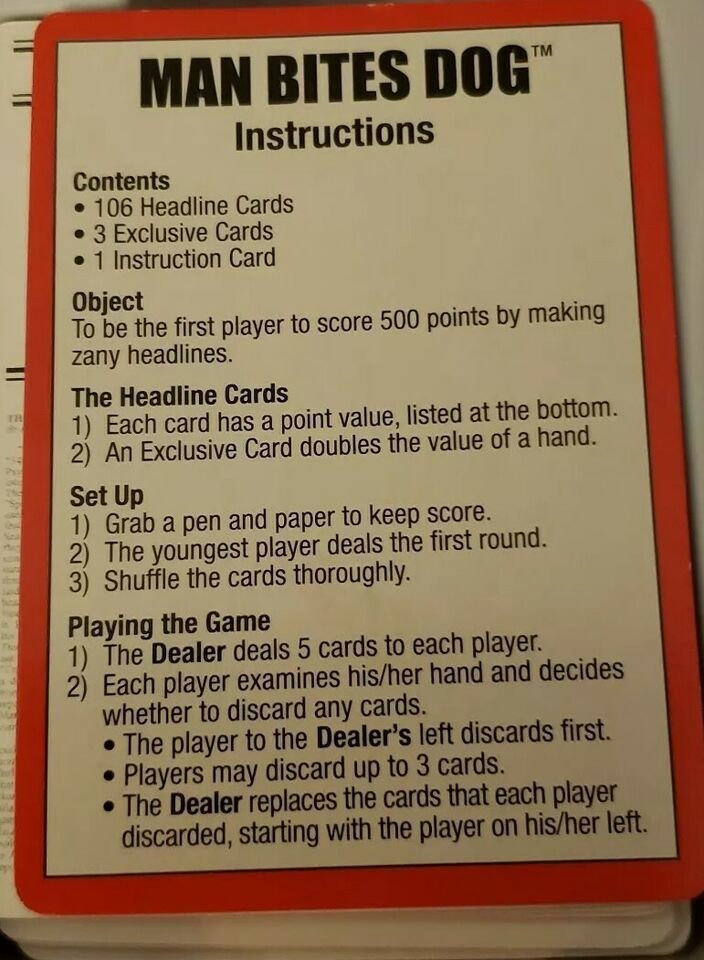 MAN BITES DOG™
Instructions
Contents
• 106 Headline Cards
• 3 Exclusive Cards
• 1 Instruction Card
Object
To be the first player to score 500 points by making
zany headlines.
The Headline Cards
1) Each card has a point value, listed at the bottom.
2) An Exclusive Card doubles the value of a hand.
Set Up
1) Grab a pen and paper to keep score.
2) The youngest player deals the first round.
3) Shuffle the cards thoroughly.
Playing the Game
1) The Dealer deals 5 cards to each player.
2) Each player examines his/her hand and decides
whether to discard any cards.
• The player to the Dealer's left discards first.
• Players may discard up to 3 cards.
• The Dealer replaces the cards that each player
discarded, starting with the player on his/her left.